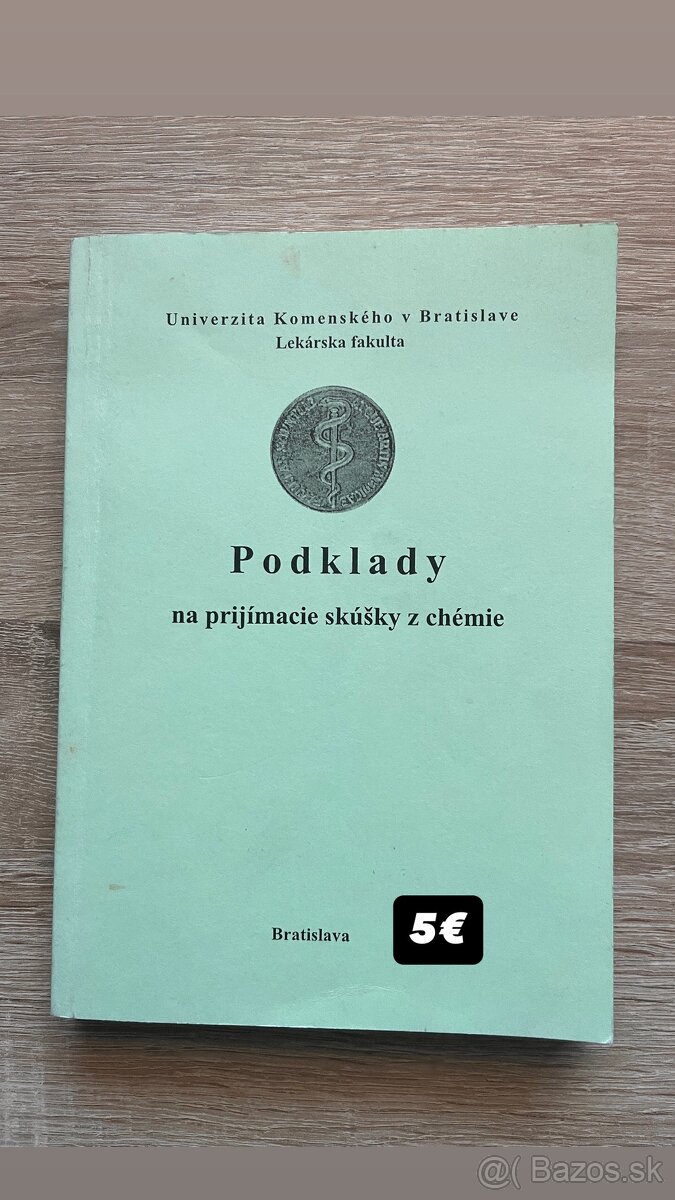 Univerzita Komenského v Bratislave
Lekárska fakulta
Podklady
na prijímacie skúšky z chémie
Bratislava
5€
@( Bazos.sk